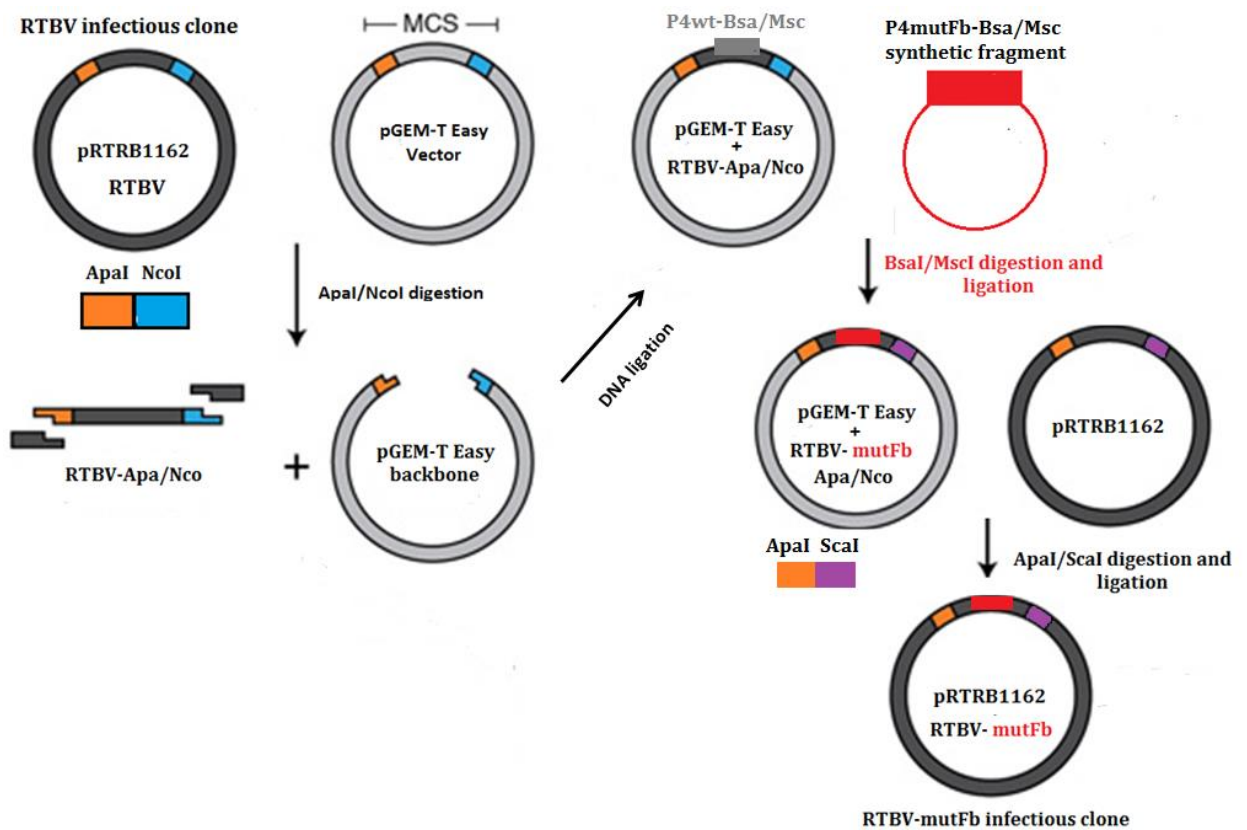 RTBV infectious clone
MCS
P4wt-Bsa/Msc
P4mutFb-Bsa/Msc
synthetic fragment
pRTRB1162
RTBV
pGEM-T Easy
Vector
pGEM-T Easy
+
RTBV-Apa/Nco
ApaI NcoI
ApaI/NcoI digestion
BsaI/MscI digestion and
ligation
DNA ligation
RTBV-Apa/Nco
+
pGEM-T Easy
backbone
pGEM-T Easy
+
RTBV- mutFb
Apa/Nco
pRTRB1162
ApaI ScaI
ApaI/ScaI digestion and
ligation
pRTRB1162
RTBV- mutFb
RTBV-mutFb infectious clone